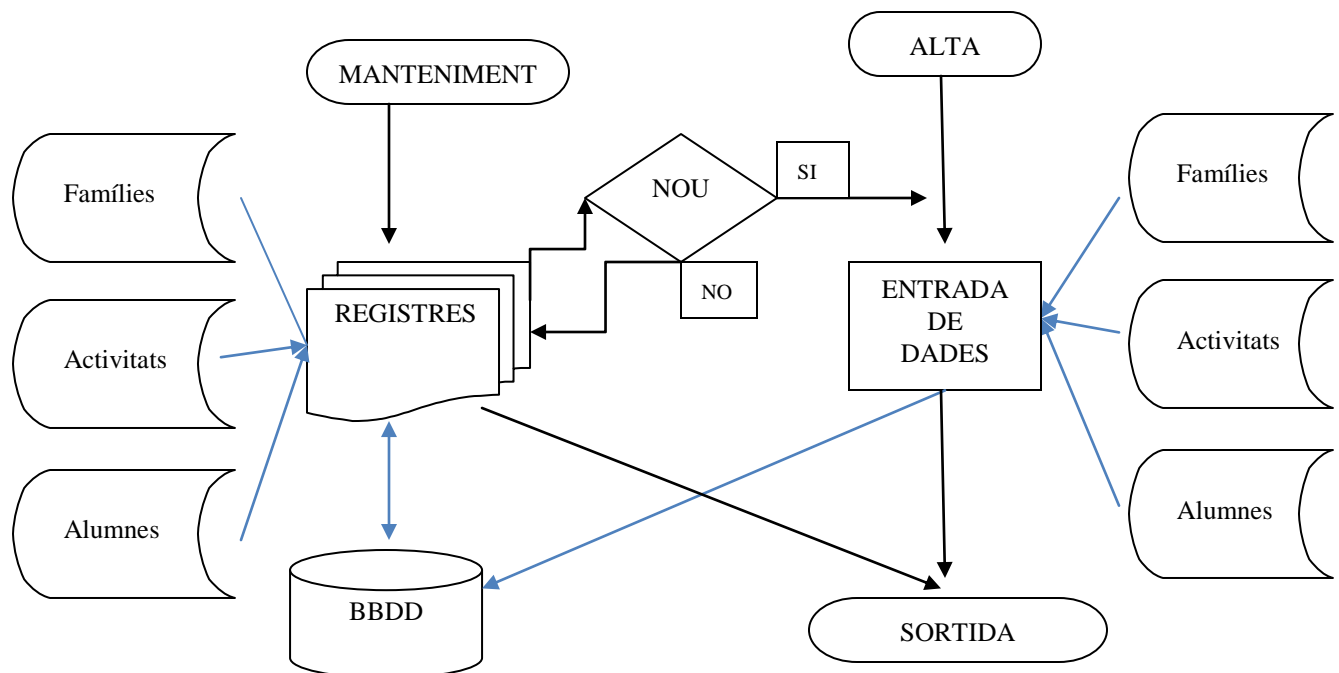 MANTENIMENT
ALTA
Famílies
NOU
SI
Famílies
REGISTRES
NO
ENTRADA
DE
DADES
Activitats
Activitats
Alumnes
Alumnes
BBDD
SORTIDA